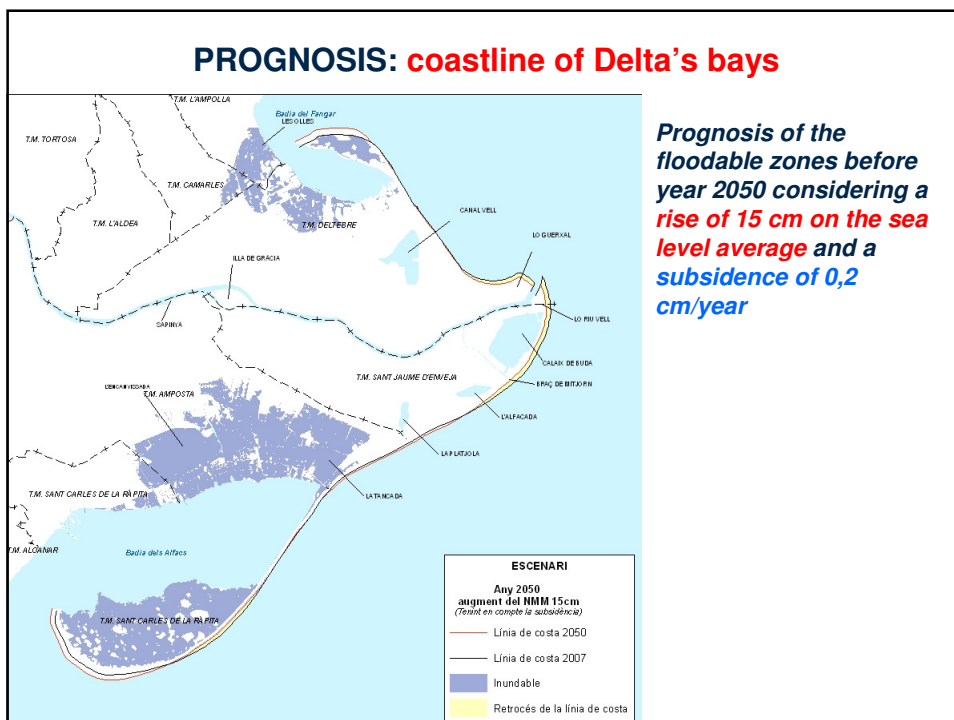 PROGNOSIS: coastline of Delta's bays
Prognosis of the
floodable zones before
year 2050 considering a
rise of 15 cm on the sea
level average and a
subsidence of 0,2
cm/year
T.M. L'AMPOLLA
Badia del Fangar
LES OLLES
T.M. TORTOSA
T.M. CAMARLES
CANAL VELL
T.M. L'ALDEA
T.M. DELTEBRE
LO GUERXAL
ILLA DE GRÀCIA
SAPINYA
LO RIU VELL
CALAIX DE BUDA
T.M. SANT JAUME D'ENVEJA
BRAÇ DE MITJORN
T.M. AMPOSTA
L'ALFACADA
LA PLATJOLA
T.M. SANT CARLES DE LA RÀPITA
LA TANCADA
T.M. ALCANAR
Badia dels Alfacs
T.M. SANT CARLES DE LA RÀPITA
ESCENARI
Any 2050
augment del NMM 15cm
(Tenint en compte la subsidència)
Línia de costa 2050
Línia de costa 2007
Inundable
Retrocés de la línia de costa